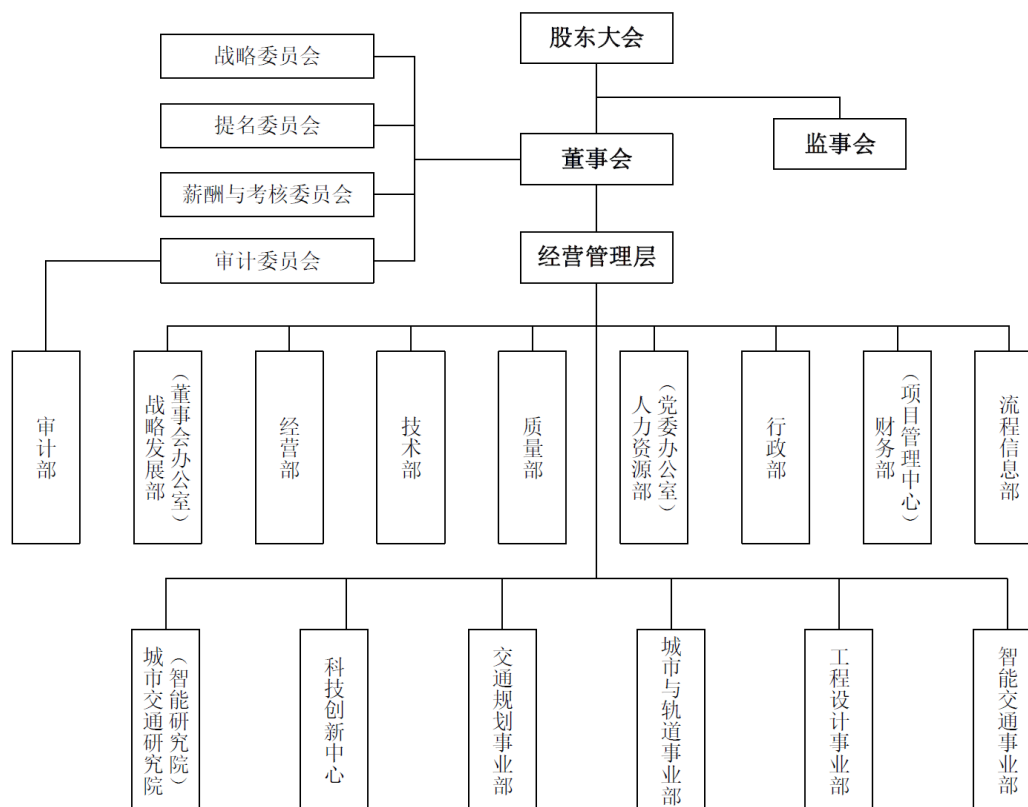 股东大会
战略委员会
提名委员会
监事会
董事会
薪酬与考核委员会
经营管理层
审计委员会
审计部
战略发展部
（董事会办公室）
经营部
技术部
质量部
人力资源部
（党委办公室）
行政部
财务部
（项目管理中心）
流程信息部
城市交通研究院
（智能研究院）
科技创新中心
交通规划事业部
城市与轨道事业部
工程设计事业部
智能交通事业部